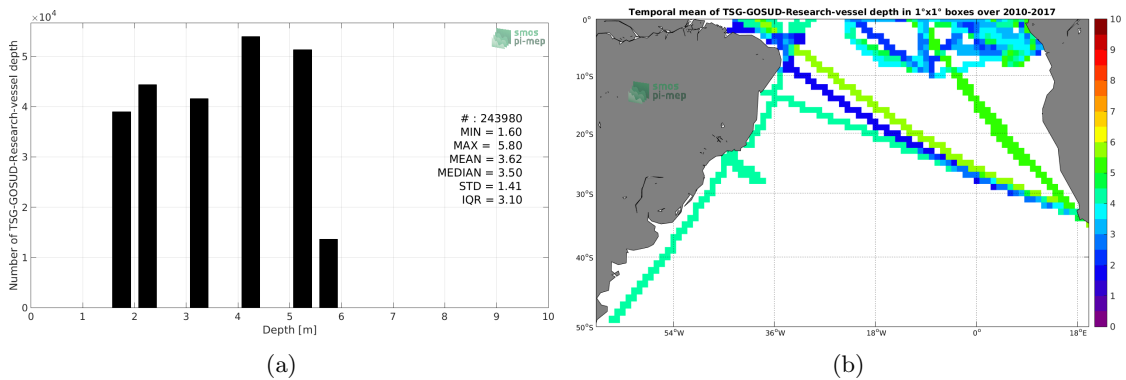 ×10⁴
Number of TSG-GOSUD-Research-vessel depth
5
4
3
2
1
0
0 1 2 3 4 5 6 7 8 9 10
Depth [m]
smos
pi-mep
# : 243980
MIN = 1.60
MAX = 5.80
MEAN = 3.62
MEDIAN = 3.50
STD = 1.41
IQR = 3.10
(a)
Temporal mean of TSG-GOSUD-Research-vessel depth in 1°x1° boxes over 2010-2017
0°
10°S
20°S
30°S
40°S
50°S
54°W 36°W 18°W 0° 18°E
smos
pi-mep
10
9
8
7
6
5
4
3
2
1
0
(b)